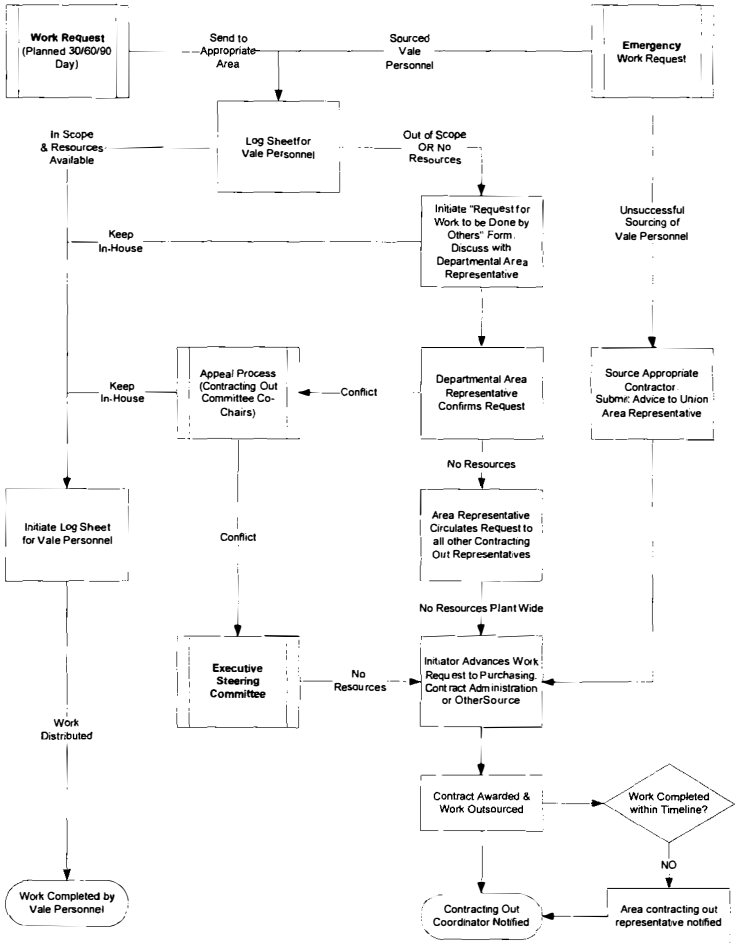 Work Request
(Planned 30/60/90
Day)
Send to
Appropriate
Area
Sourced
Vale
Personnel
Emergency
Work Request
In Scope
& Resources
Available
Log Sheetfor
Vale Personnel
Out of Scope
OR No
Resources
Initiate "Request for
Work to be Done by
Others" Form.
Discuss with
Departmental Area
Representative
Unsuccessful
Sourcing of
Vale Personnel
Keep
In-House
Appeal Process
(Contracting Out
Committee Co-
Chairs)
Keep
In-House
Conflict
Departmental Area
Representative
Confirms Request
Source Appropriate
Contractor
Submit Advice to Union
Area Representative
No Resources
Initiate Log Sheet
for Vale Personnel
Conflict
Area Representative
Circulates Request to
all other Contracting
Out Representatives
No Resources Plant Wide
Executive
Steering
Committee
No
Resources
Initiator Advances Work
Request to Purchasing.
Contract Administration
or OtherSource
Work
Distributed
Contract Awarded &
Work Outsourced
Work Completed
within Timeline?
NO
Work Completed by
Vale Personnel
Contracting Out
Coordinator Notified
Area contracting out
representative notified